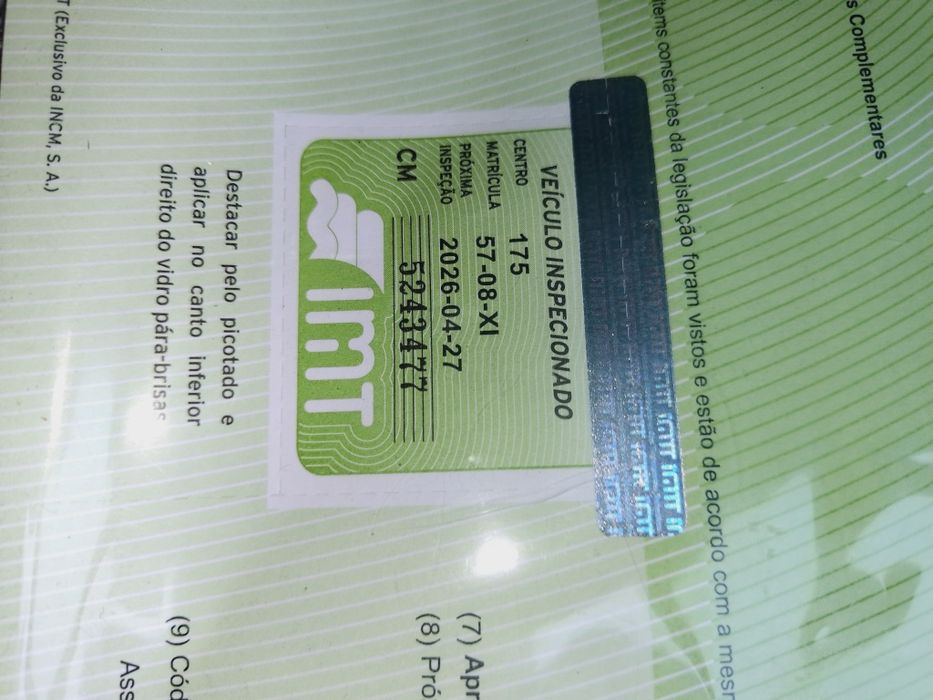 s Complementares
items constantes da legislação foram vistos e estão de acordo com a mesm
VEÍCULO INSPECIONADO
CENTRO 175
MATRÍCULA 57-08-XI
PRÓXIMA
INSPEÇÃO 2026-04-27
CM 5243477
IMT
Destacar pelo picotado e
aplicar no canto inferior
direito do vidro pára-brisas
(7) Apr
(8) Pró
(9) Cód
Ass
T (Exclusivo da INCM, S. A.)